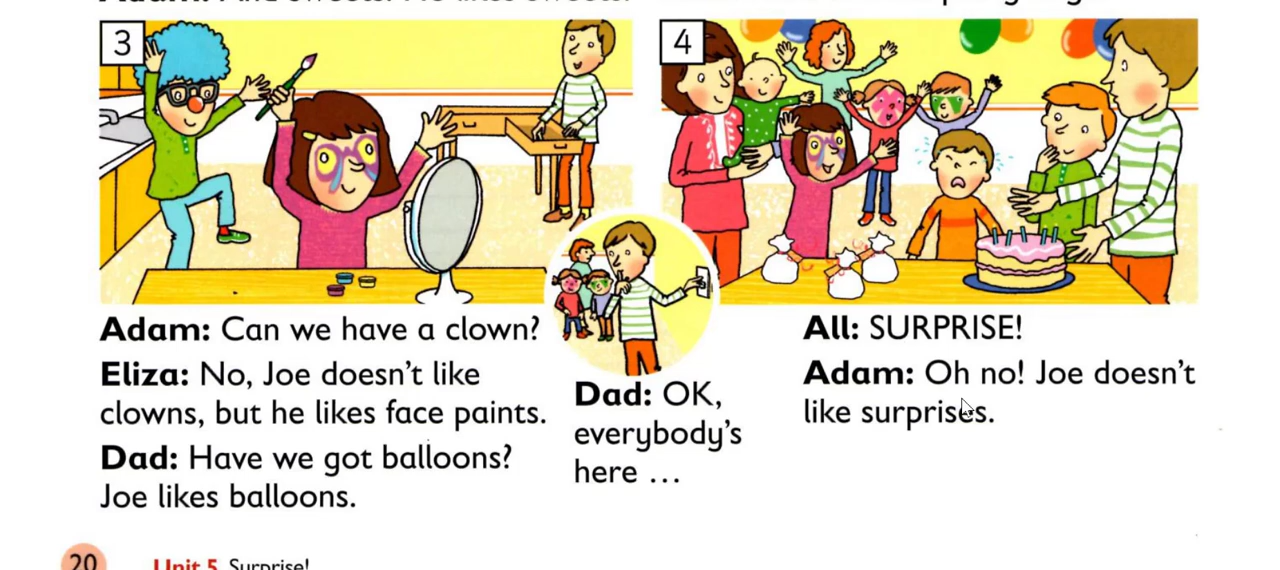 3
Adam: Can we have a clown?
Eliza: No, Joe doesn't like
clowns, but he likes face paints.
Dad: Have we got balloons?
Joe likes balloons.
Dad: OK,
everybody's
here ...
4
All: SURPRISE!
Adam: Oh no! Joe doesn't
like surprises.
20
Unit 5 Surprise!